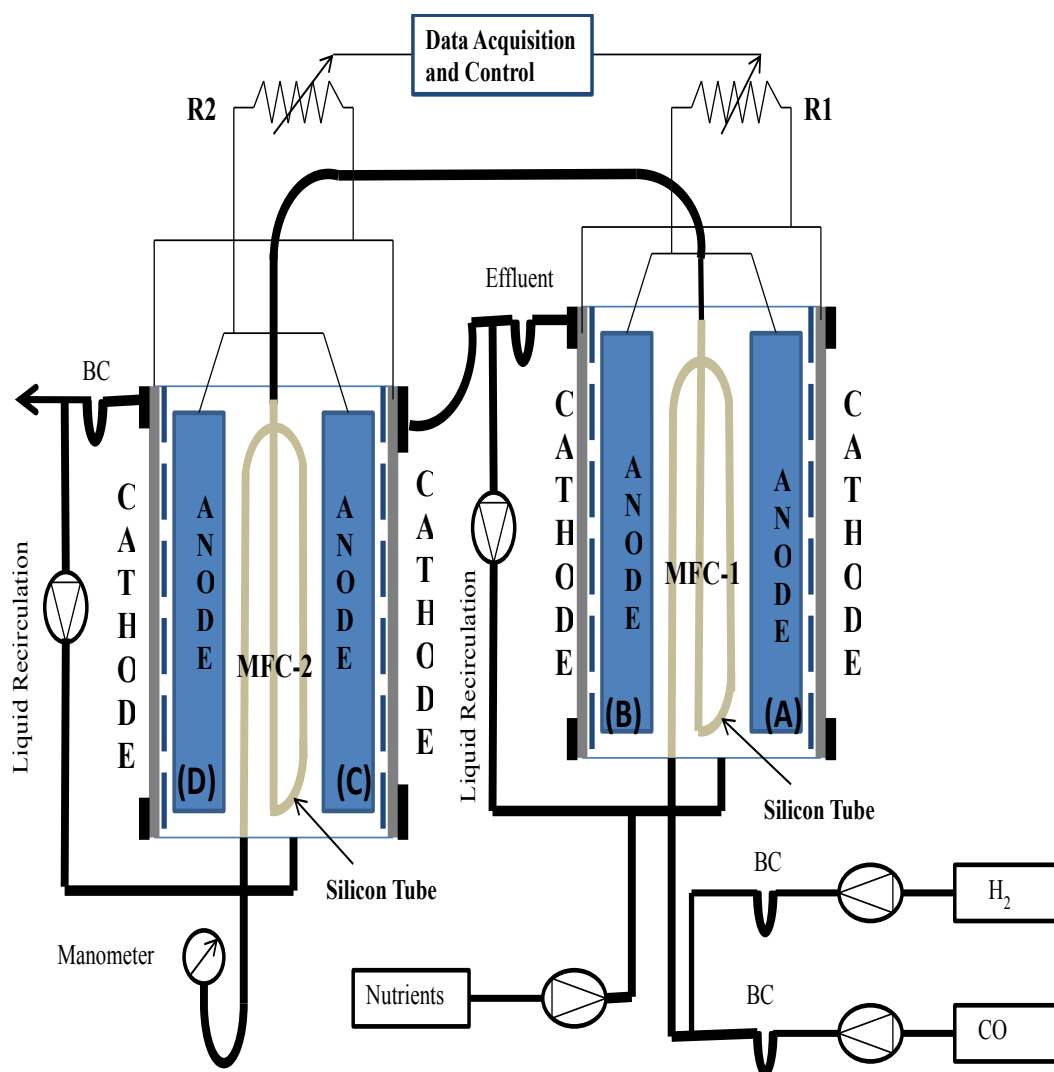 Data Acquisition
and Control
R2
R1
Effluent
BC
CATHODE
ANODE
(D)
MFC-2
ANODE
(C)
CATHODE
Liquid Recirculation
CATHODE
ANODE
(B)
MFC-1
ANODE
(A)
CATHODE
Liquid Recirculation
Silicon Tube
Silicon Tube
Manometer
Nutrients
BC
H2
BC
CO